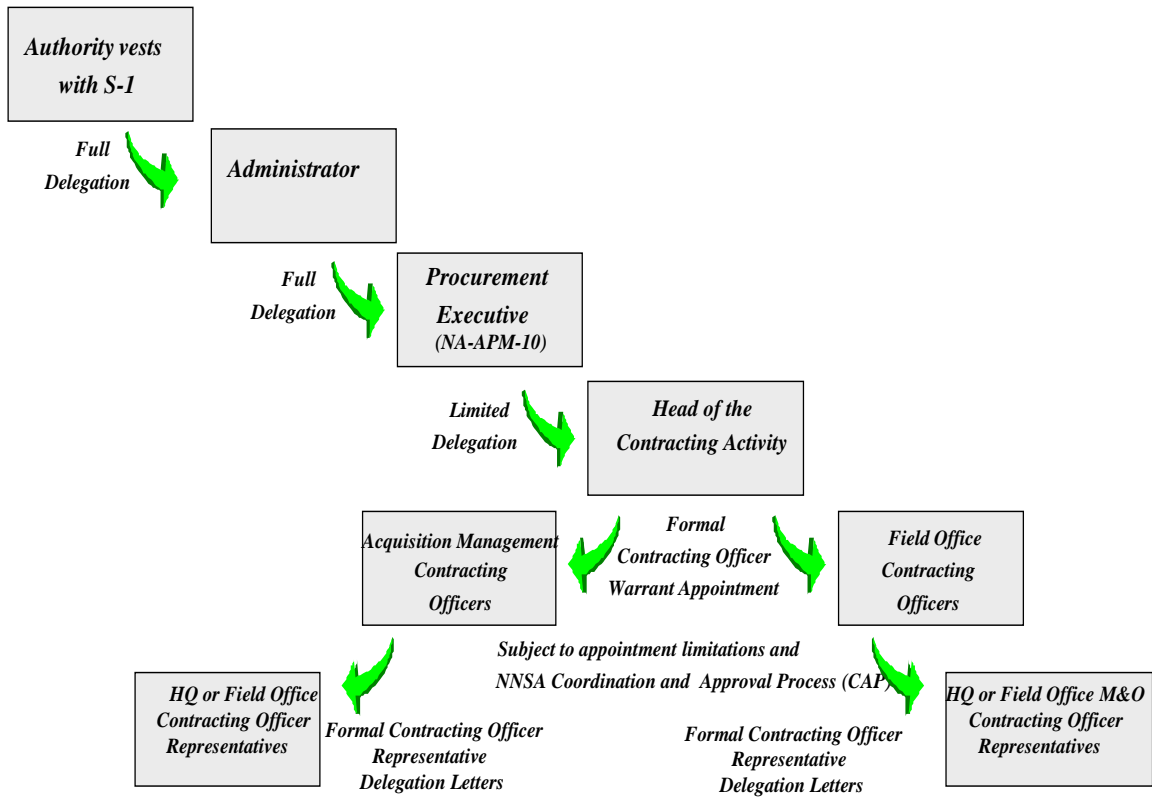 Authority vests
with S-1
Full
Delegation
Administrator
Full
Delegation
Procurement
Executive
(NA-APM-10)
Limited
Delegation
Head of the
Contracting Activity
Acquisition Management
Contracting
Officers
Formal
Contracting Officer
Warrant Appointment
Field Office
Contracting
Officers
Subject to appointment limitations and
NNSA Coordination and Approval Process (CAP)
HQ or Field Office
Contracting Officer
Representatives
Formal Contracting Officer
Representative
Delegation Letters
Formal Contracting Officer
Representative
Delegation Letters
HQ or Field Office M&O
Contracting Officer
Representatives